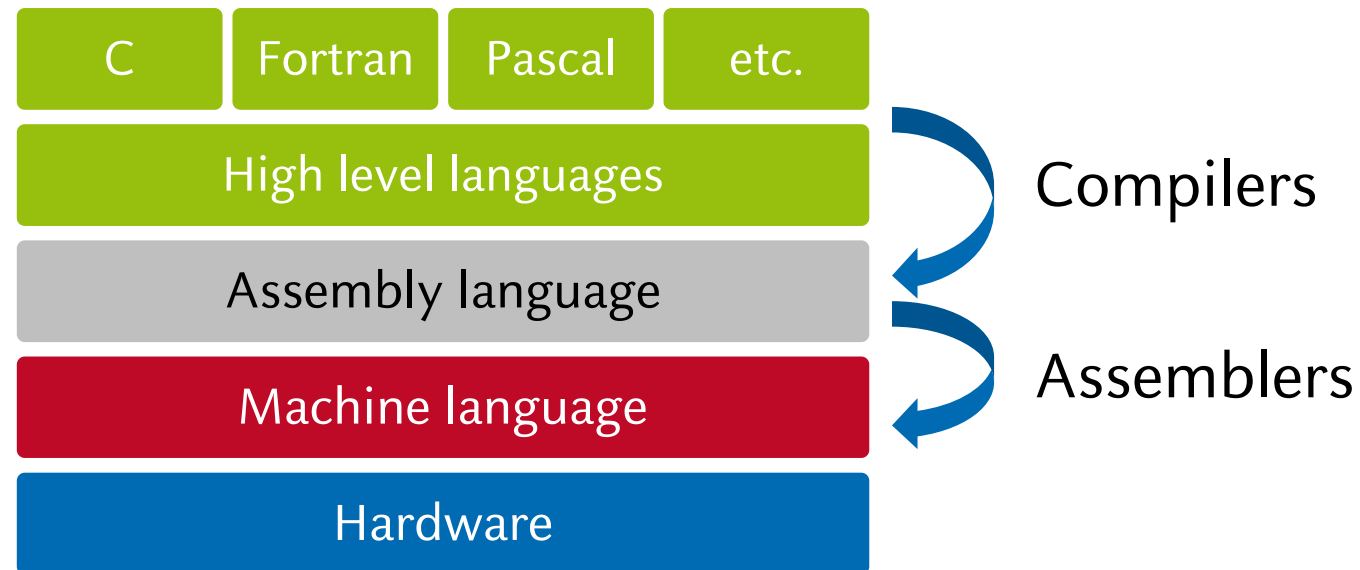 C Fortran Pascal etc.
High level languages
Compilers
Assembly language
Assemblers
Machine language
Hardware